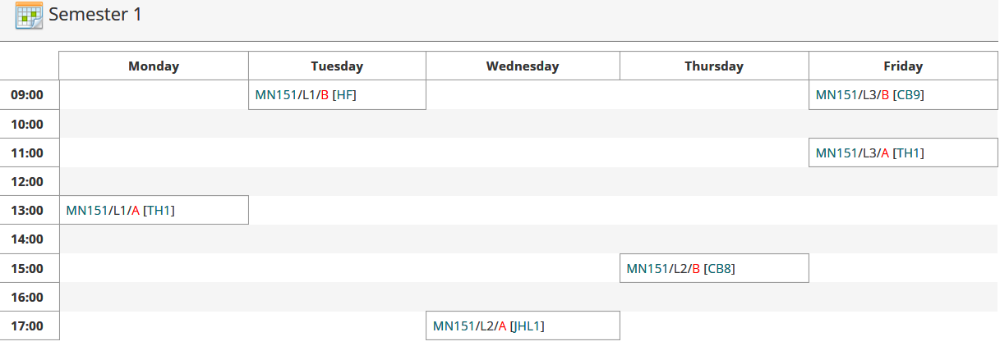 Semester 1
Monday Tuesday Wednesday Thursday Friday
09:00 MN151/L1/B [HF] MN151/L3/B [CB9]
10:00
11:00 MN151/L3/A [TH1]
12:00
13:00 MN151/L1/A [TH1]
14:00
15:00 MN151/L2/B [CB8]
16:00
17:00 MN151/L2/A [JHL1]